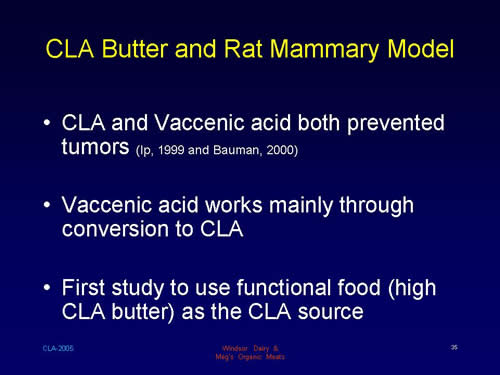 CLA Butter and Rat Mammary Model
• CLA and Vaccenic acid both prevented
tumors (Ip, 1999 and Bauman, 2000)
• Vaccenic acid works mainly through
conversion to CLA
• First study to use functional food (high
CLA butter) as the CLA source
CLA-2005
Windsor Dairy &
Meg's Organic Meats
35